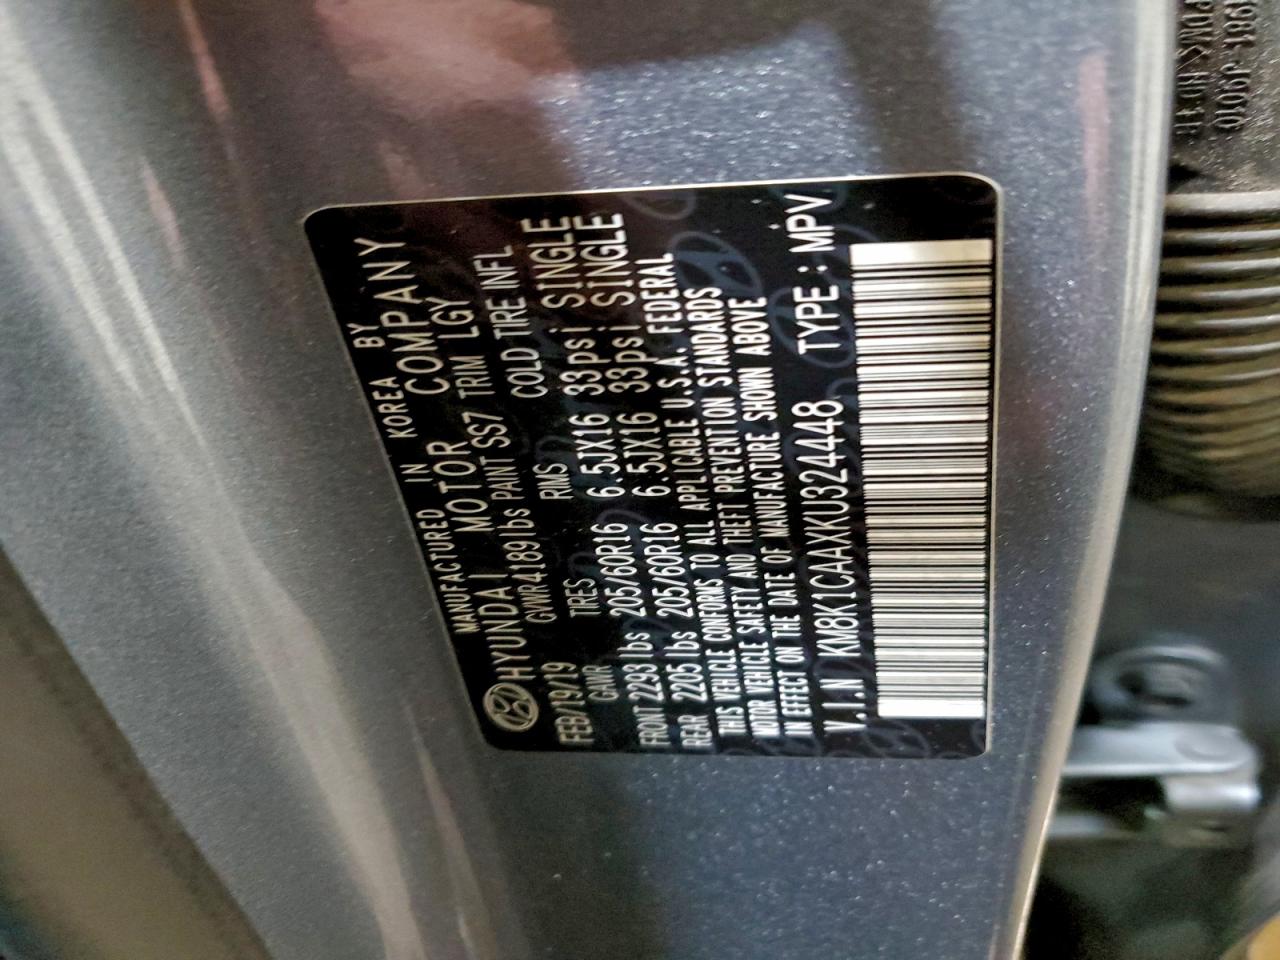 MANUFACTURED IN KOREA BY
HYUNDAI MOTOR COMPANY
FEB/19/19 GVWR 4189 lbs PAINT SS7 TRIM LGY
GAWR TIRES RIMS COLD TIRE INFL
FRONT 2293 lbs 205/60R16 6.5JX16 33psi SINGLE
REAR 2205 lbs 205/60R16 6.5JX16 33psi SINGLE
THIS VEHICLE CONFORMS TO ALL APPLICABLE U.S.A. FEDERAL
MOTOR VEHICLE SAFETY AND THEFT PREVENTION STANDARDS
IN EFFECT ON THE DATE OF MANUFACTURE SHOWN ABOVE
V.I.N KM8K1CAAXKU324448 TYPE: MPV